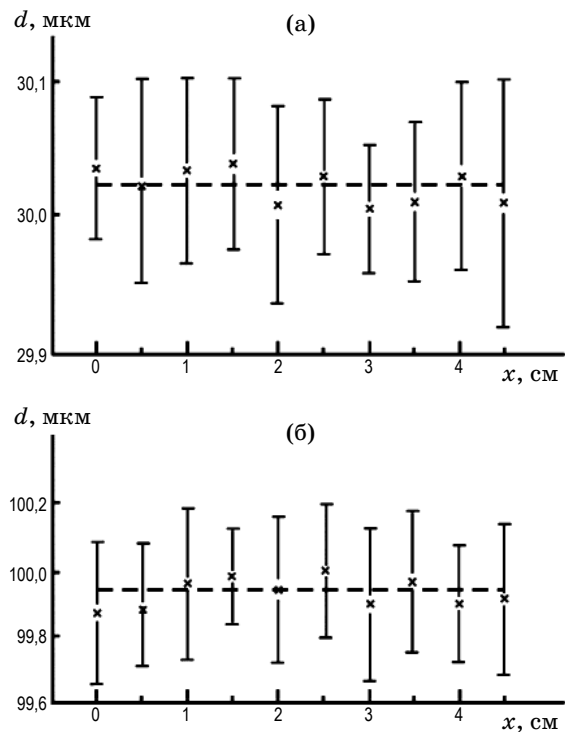 d, мкм
(а)
30,1
30,0
29,9
0 1 2 3 4
x, см
d, мкм
(б)
100,2
100,0
99,8
99,6
0 1 2 3 4
x, см